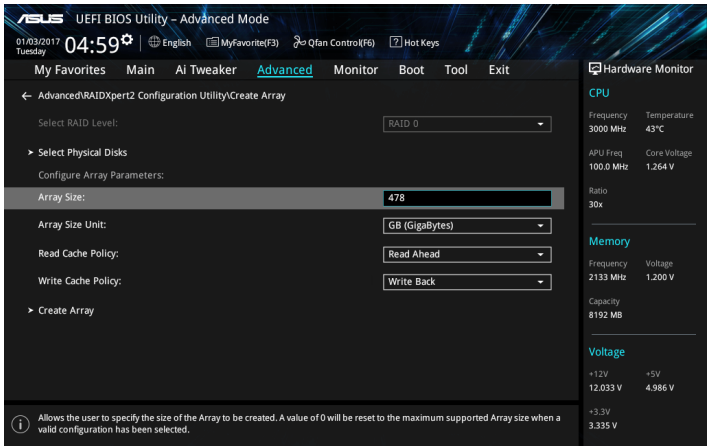 ASUS UEFI BIOS Utility – Advanced Mode
01/03/2017
Tuesday
04:59
English
MyFavorite(F3)
Qfan Control(F6)
? Hot Keys
My Favorites Main Ai Tweaker Advanced Monitor Boot Tool Exit
Advanced\RAIDXpert2 Configuration Utility\Create Array
Select RAID Level: RAID 0
Select Physical Disks
Configure Array Parameters:
Array Size: 478
Array Size Unit: GB (GigaBytes)
Read Cache Policy: Read Ahead
Write Cache Policy: Write Back
Create Array
Hardware Monitor
CPU
Frequency Temperature
3000 MHz 43°C
APU Freq Core Voltage
100.0 MHz 1.264 V
Ratio
30x
Memory
Frequency Voltage
2133 MHz 1.200 V
Capacity
8192 MB
Voltage
+12V +5V
12.033 V 4.986 V
+3.3V
3.335 V
i
Allows the user to specify the size of the Array to be created. A value of 0 will be reset to the maximum supported Array size when a
valid configuration has been selected.